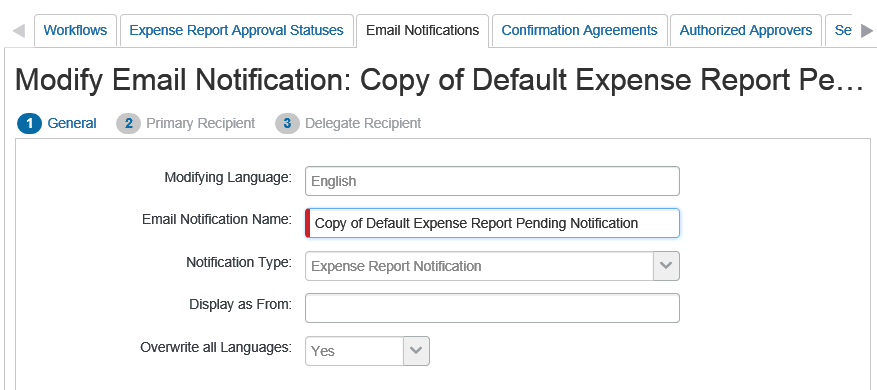 Workflows Expense Report Approval Statuses Email Notifications Confirmation Agreements Authorized Approvers Se
Modify Email Notification: Copy of Default Expense Report Pe…
1 General 2 Primary Recipient 3 Delegate Recipient
Modifying Language: English
Email Notification Name: Copy of Default Expense Report Pending Notification
Notification Type: Expense Report Notification
Display as From:
Overwrite all Languages: Yes